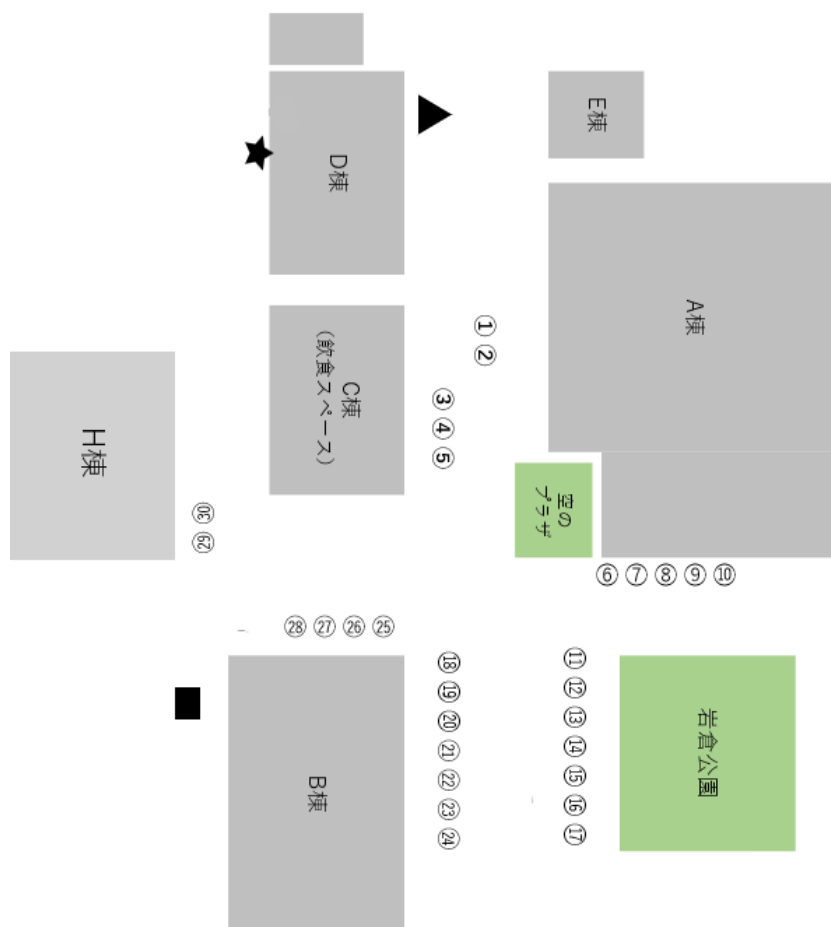 E棟
D棟
A棟
①
②
C棟
（飲食スペース）
③
④
⑤
H棟
空の
プラザ
㉚
㉙
⑥ ⑦ ⑧ ⑨ ⑩
㉘ ㉗ ㉖ ㉕
⑱
⑲
⑳
㉑
㉒
㉓
㉔
⑪
⑫
⑬
⑭
⑮
⑯
⑰
岩倉公園
B棟